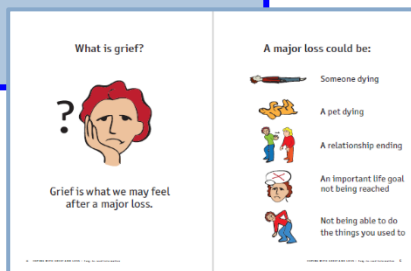 What is grief?
?
Grief is what we may feel
after a major loss.
A major loss could be:
Someone dying
A pet dying
A relationship ending
An important life goal
not being reached
Not being able to do
the things you used to